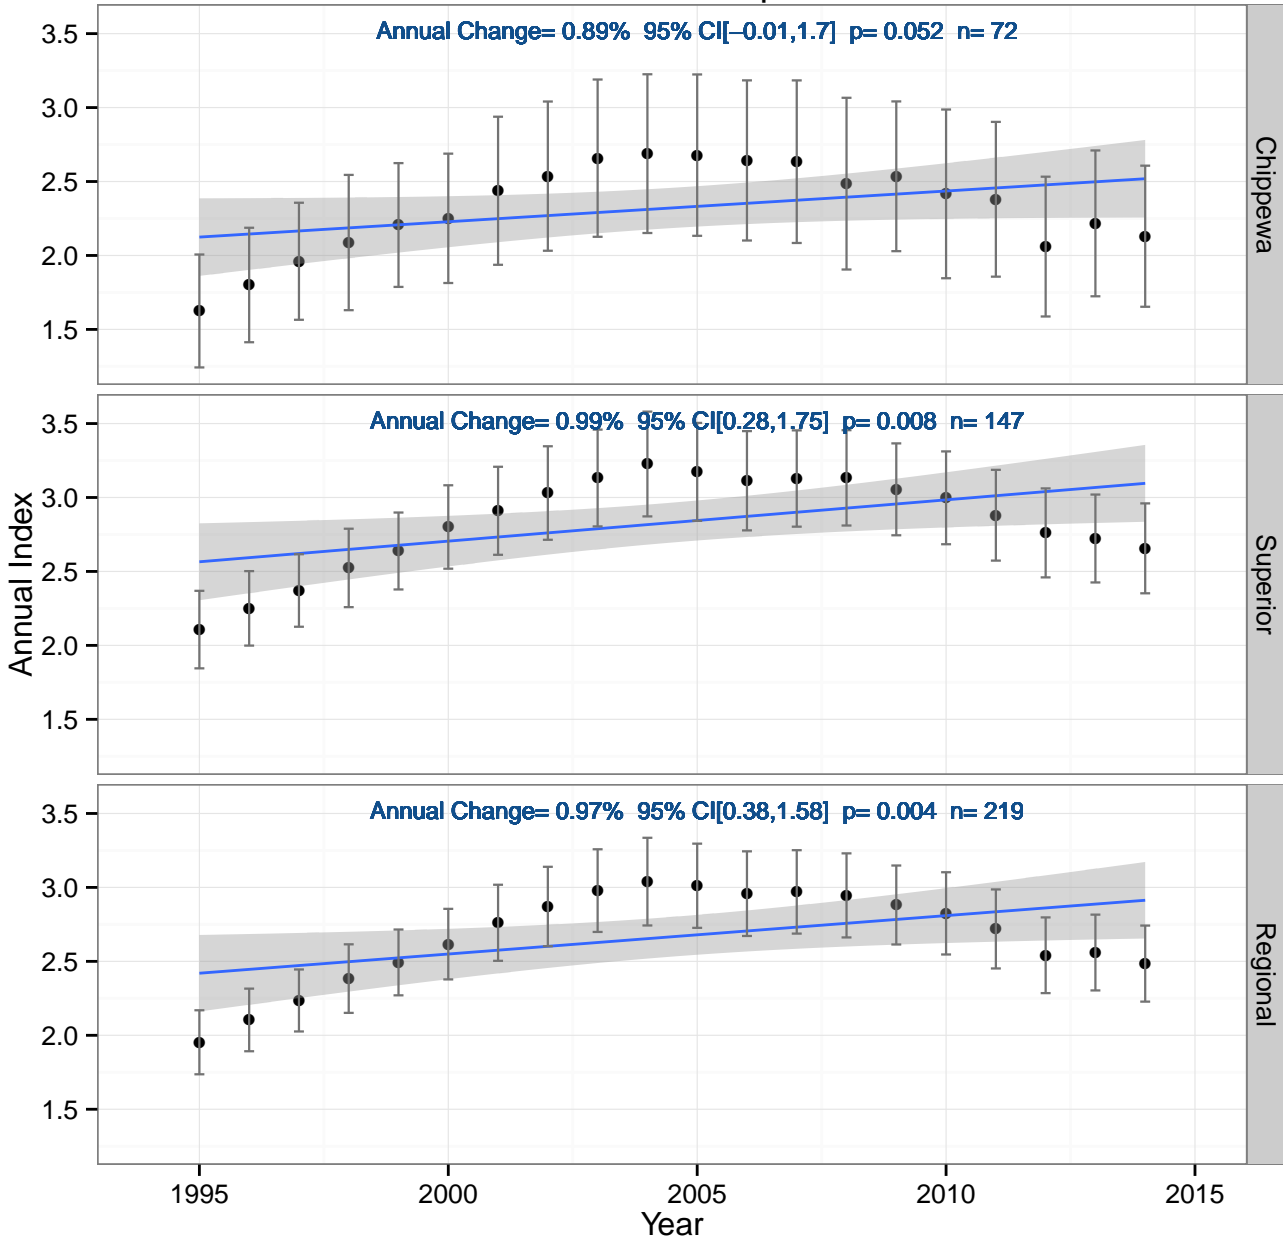 Annual Change= 0.89% 95% CI[−0.01,1.7] p= 0.052 n= 72
3.5
3.0
2.5
2.0
1.5
Chippewa
Annual Change= 0.99% 95% CI[0.28,1.75] p= 0.008 n= 147
3.5
3.0
2.5
2.0
1.5
Superior
Annual Index
Annual Change= 0.97% 95% CI[0.38,1.58] p= 0.004 n= 219
3.5
3.0
2.5
2.0
1.5
Regional
1995 2000 2005 2010 2015
Year